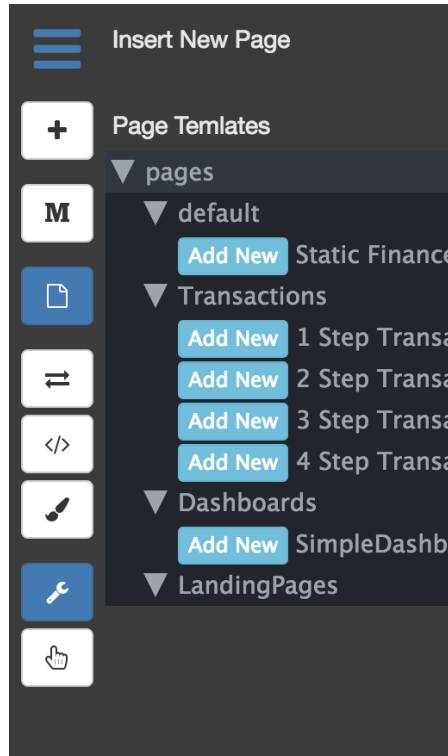 Insert New Page
Page Temlates
pages
M
default
Add New Static Finance
Transactions
Add New 1 Step Transa
Add New 2 Step Transa
Add New 3 Step Transa
</>
Add New 4 Step Transa
Dashboards
Add New SimpleDashb
LandingPages